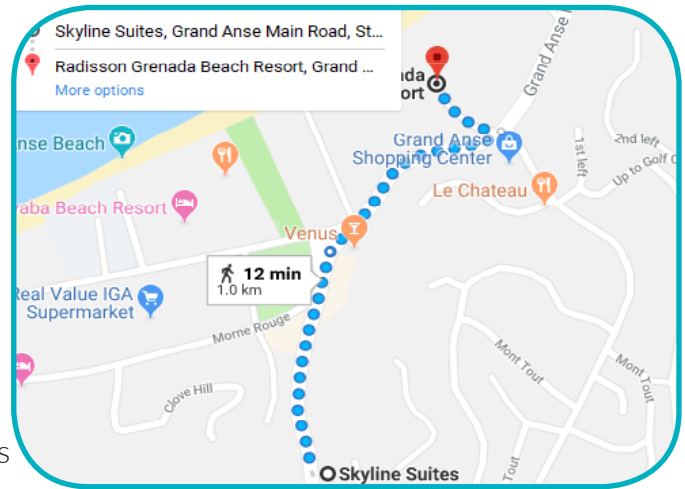 Skyline Suites, Grand Anse Main Road, St...
Radisson Grenada Beach Resort, Grand ...
More options
ada
ort
Grand Anse
nse Beach
Grand Anse
Shopping Center
1st left
2nd left
Up to Golf C
Le Chateau
aba Beach Resort
Venus
12 min
1.0 km
Real Value IGA
Supermarket
Morne Rouge
Clove Hill
Mont Tout
Mont Tout
Tout
Skyline Suites
s